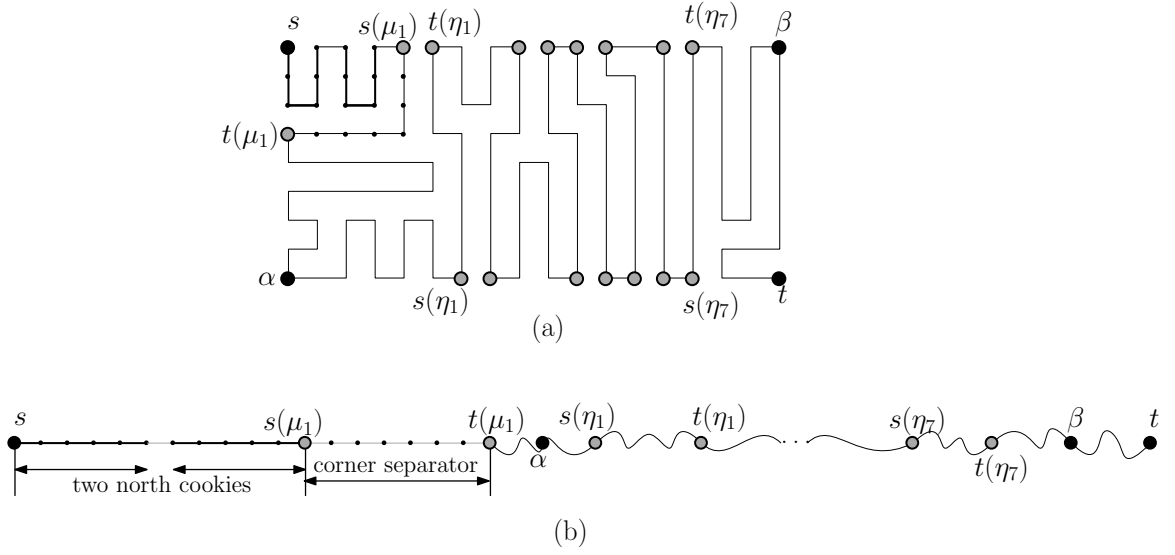 s s(μ₁) t(η₁) t(η₇) β
t(μ₁)
α s(η₁) s(η₇) t
(a)
s s(μ₁) t(μ₁) α s(η₁) t(η₁) · · · s(η₇) t(η₇) β t
corner separator
two north cookies
(b)